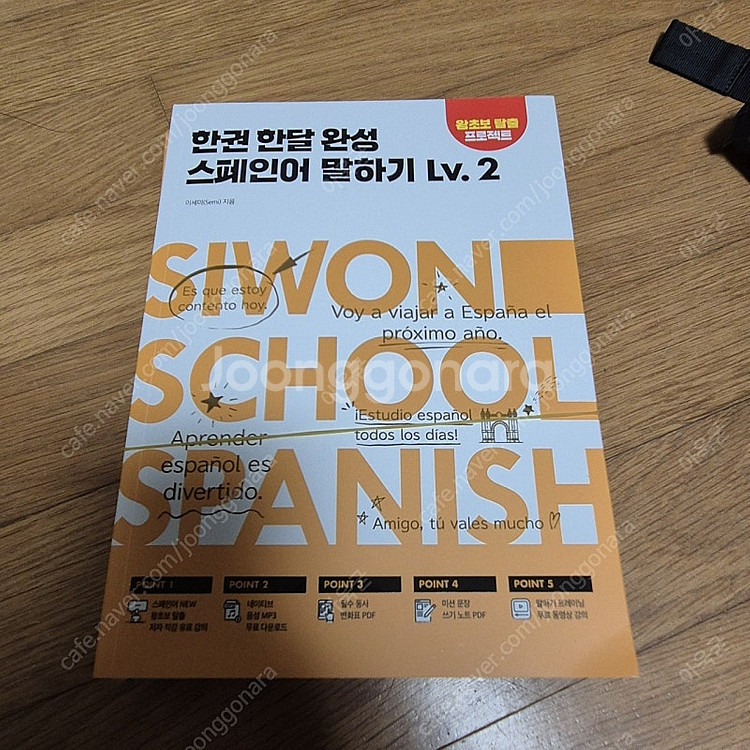 왕초보 탈출
프로젝트
한권 한달 완성
스페인어 말하기 Lv. 2
이세미(Semi) 지음
SIWON
SCHOOL
SPANISH
Es que estoy
contento hoy.
Voy a viajar a España el
próximo año.
¡Estudio español
todos los días!
Aprender
español es
divertido.
Amigo, tú vales mucho
POINT 1
스페인어 NEW
왕초보 탈출
저자 직강 유료 강의
POINT 2
네이티브
음성 MP3
무료 다운로드
POINT 3
필수 동사
변화표 PDF
POINT 4
미션 문장
쓰기 노트 PDF
POINT 5
말하기 트레이닝
무료 동영상 강의
Joonggonara
cafe.naver.com/joonggonara